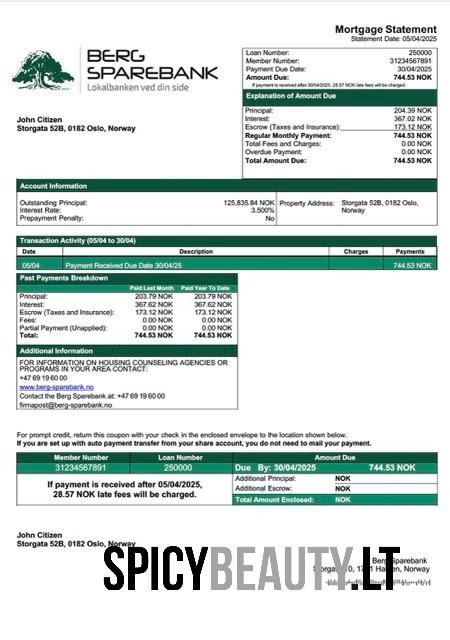 Mortgage Statement
Statement Date: 05/04/2025
BERG
SPAREBANK
Lokalbanken ved din side
Loan Number: 250000
Member Number: 31234567891
Payment Due Date: 30/04/2025
Amount Due: 744.53 NOK
If payment is received after 30/04/2025, 28.57 NOK late fees will be charged.
Explanation of Amount Due
Principal: 204.39 NOK
Interest: 367.02 NOK
Escrow (Taxes and Insurance): 173.12 NOK
Regular Monthly Payment: 744.53 NOK
Total Fees and Charges: 0.00 NOK
Overdue Payment: 0.00 NOK
Total Amount Due: 744.53 NOK
John Citizen
Storgata 52B, 0182 Oslo, Norway
Account Information
Outstanding Principal: 125,835.84 NOK
Interest Rate: 3.500%
Prepayment Penalty: No
Property Address: Storgata 52B, 0182 Oslo,
Norway
Transaction Activity (05/04 to 30/04)
Date Description Charges Payments
05/04 Payment Received Due Date 30/04/25 744.53 NOK
Past Payments Breakdown
Paid Last Month Paid Year To Date
Principal: 203.79 NOK 203.79 NOK
Interest: 367.62 NOK 367.62 NOK
Escrow (Taxes and Insurance): 173.12 NOK 173.12 NOK
Fees: 0.00 NOK 0.00 NOK
Partial Payment (Unapplied): 0.00 NOK 0.00 NOK
Total: 744.53 NOK 744.53 NOK
Additional Information
FOR INFORMATION ON HOUSING COUNSELING AGENCIES OR
PROGRAMS IN YOUR AREA CONTACT:
+47 69 19 60 00
www.berg-sparebank.no
Contact the Berg Sparebank at: +47 69 19 60 00
firmapost@berg-sparebank.no
For prompt credit, return this coupon with your check in the enclosed envelope to the location shown below.
If you are set up with auto payment transfer from your share account, you do not need to mail your payment.
Member Number Loan Number Amount Due
31234567891 250000 Due By: 30/04/2025 744.53 NOK
If payment is received after 05/04/2025,
28.57 NOK late fees will be charged.
Additional Principal: NOK
Additional Escrow: NOK
Total Amount Enclosed: NOK
John Citizen
Storgata 52B, 0182 Oslo, Norway
Berg Sparebank
Norway
SPICYBEAUTY.LT